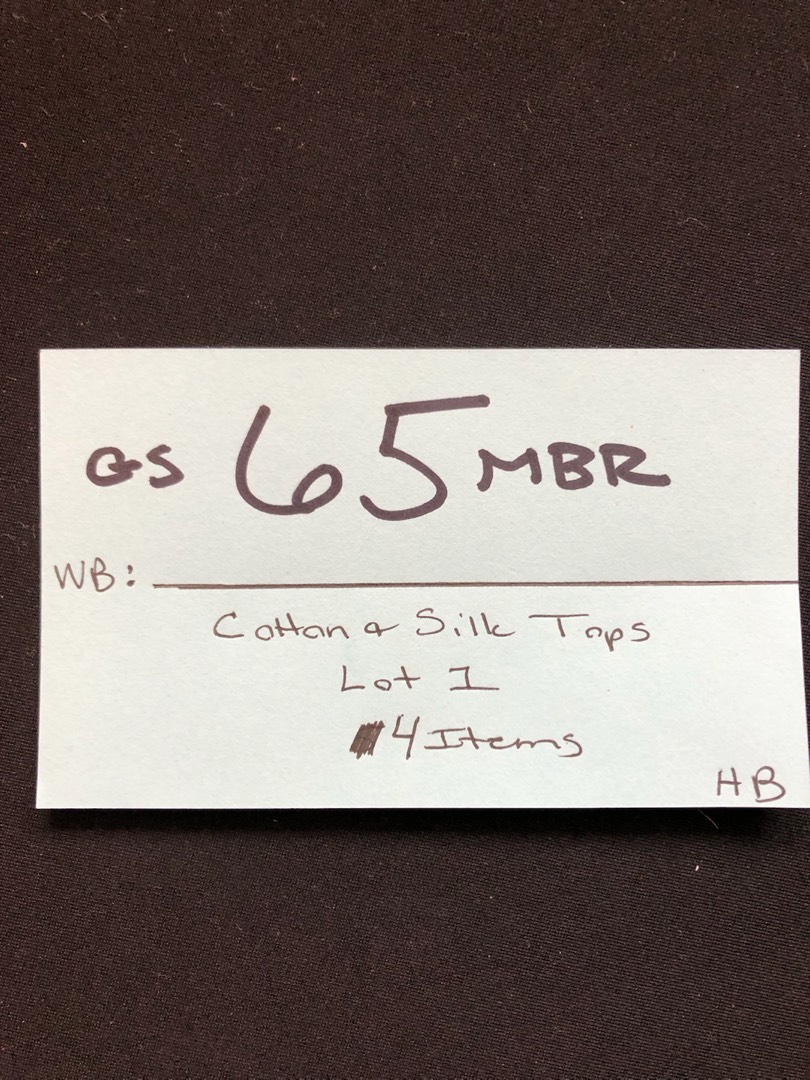 GS 65 MBR
WB:
Cotton & Silk Tops
Lot 1
4 Items
HB